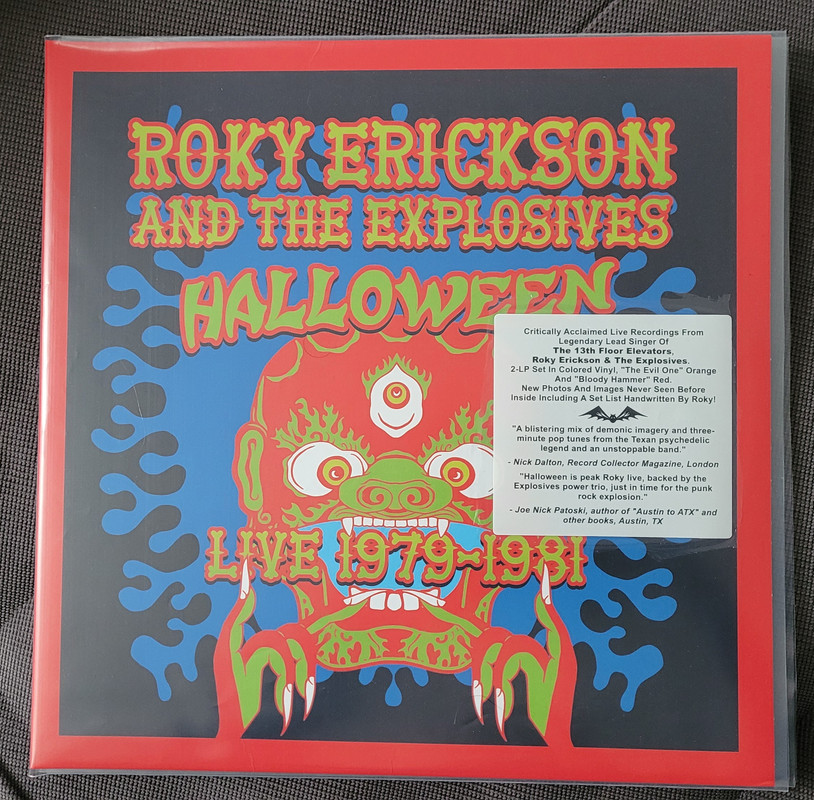 ROKY ERICKSON
AND THE EXPLOSIVES
HALLOWEEN
Critically Acclaimed Live Recordings From
Legendary Lead Singer Of
The 13th Floor Elevators,
Roky Erickson & The Explosives.
2-LP Set In Colored Vinyl, "The Evil One" Orange
And "Bloody Hammer" Red.
New Photos And Images Never Seen Before
Inside Including A Set List Handwritten By Roky!
"A blistering mix of demonic imagery and three-
minute pop tunes from the Texan psychedelic
legend and an unstoppable band."
- Nick Dalton, Record Collector Magazine, London
"Halloween is peak Roky live, backed by the
Explosives power trio, just in time for the punk
rock explosion."
- Joe Nick Patoski, author of "Austin to ATX" and
other books, Austin, TX
LIVE 1979-1981